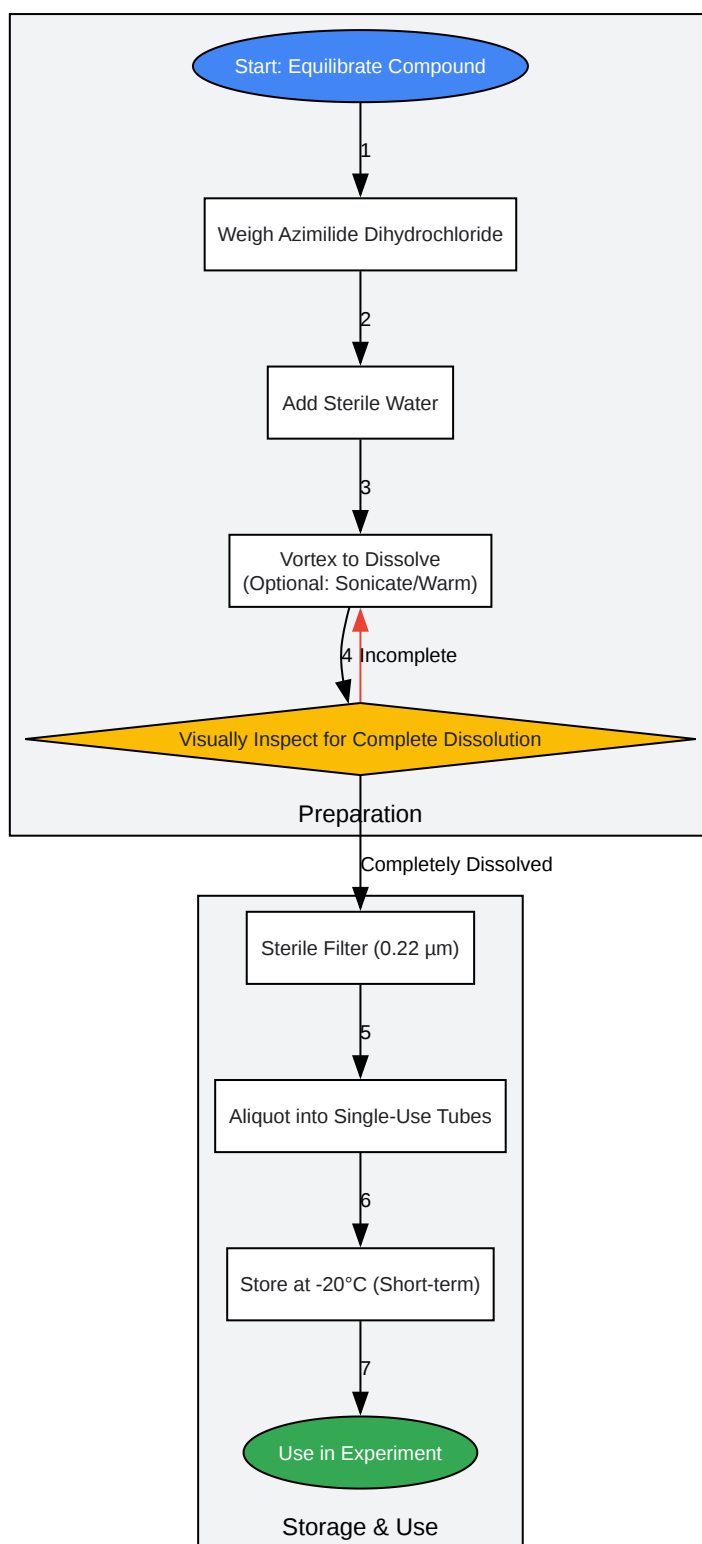 Start: Equilibrate Compound
1
Weigh Azimilide Dihydrochloride
2
Add Sterile Water
3
Vortex to Dissolve
(Optional: Sonicate/Warm)
4
Incomplete
Visually Inspect for Complete Dissolution
Preparation
Completely Dissolved
Sterile Filter (0.22 µm)
5
Aliquot into Single-Use Tubes
6
Store at -20°C (Short-term)
7
Use in Experiment
Storage & Use